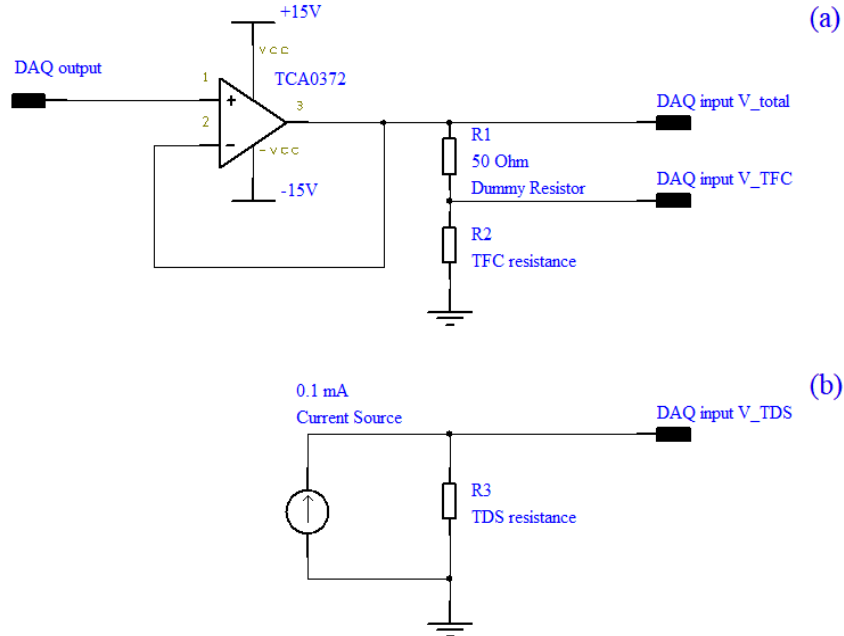 (a)
+15V
VCC
DAQ output
TCA0372
1
3
2
+
-
-VCC
-15V
DAQ input V_total
R1
50 Ohm
Dummy Resistor
DAQ input V_TFC
R2
TFC resistance
(b)
0.1 mA
Current Source
DAQ input V_TDS
R3
TDS resistance